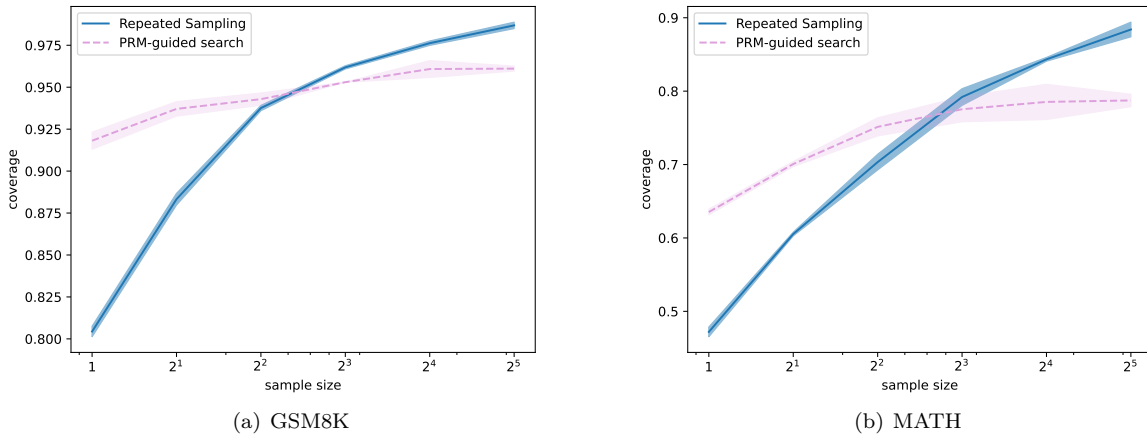 Repeated Sampling
PRM-guided search
0.975
0.950
0.925
0.900
0.875
0.850
0.825
0.800
coverage
1 2^1 2^2 2^3 2^4 2^5
sample size
(a) GSM8K
Repeated Sampling
PRM-guided search
0.9
0.8
0.7
0.6
0.5
coverage
1 2^1 2^2 2^3 2^4 2^5
sample size
(b) MATH